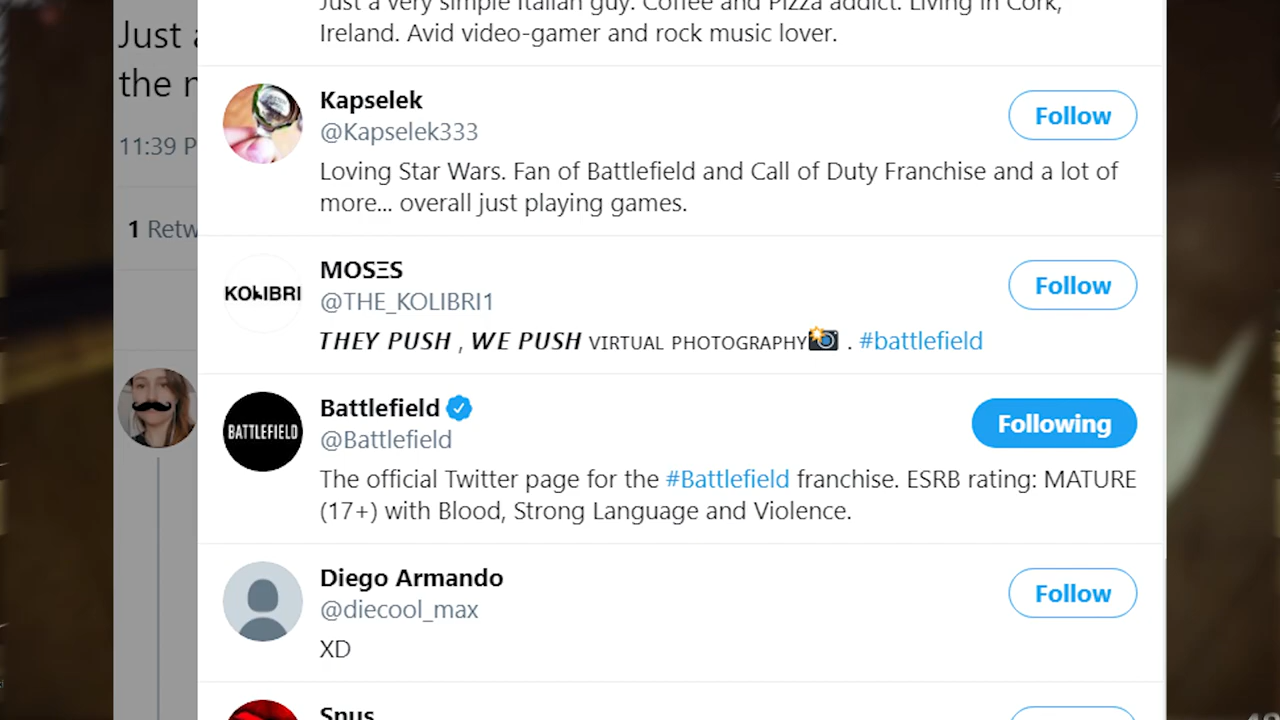 Just a very simple Italian guy. Coffee and Pizza addict. Living in Cork,
Ireland. Avid video-gamer and rock music lover.
Just
the
11:39 P
1 Retw
Kapselek
@Kapselek333
Follow
Loving Star Wars. Fan of Battlefield and Call of Duty Franchise and a lot of
more... overall just playing games.
KOLIBRI
MOSΞS
@THE_KOLIBRI1
Follow
THEY PUSH , WE PUSH VIRTUAL PHOTOGRAPHY📸 . #battlefield
BATTLEFIELD
Battlefield
@Battlefield
Following
The official Twitter page for the #Battlefield franchise. ESRB rating: MATURE
(17+) with Blood, Strong Language and Violence.
Diego Armando
@diecool_max
Follow
XD
Snus